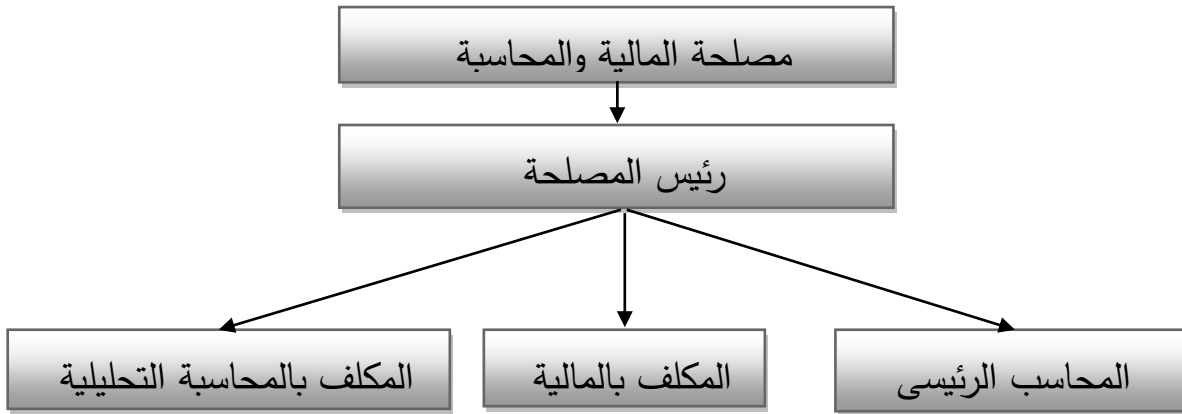 مصلحة المالية والمحاسبة
رئيس المصلحة
المحاسب الرئيسى
المكلف بالمالية
المكلف بالمحاسبة التحليلية